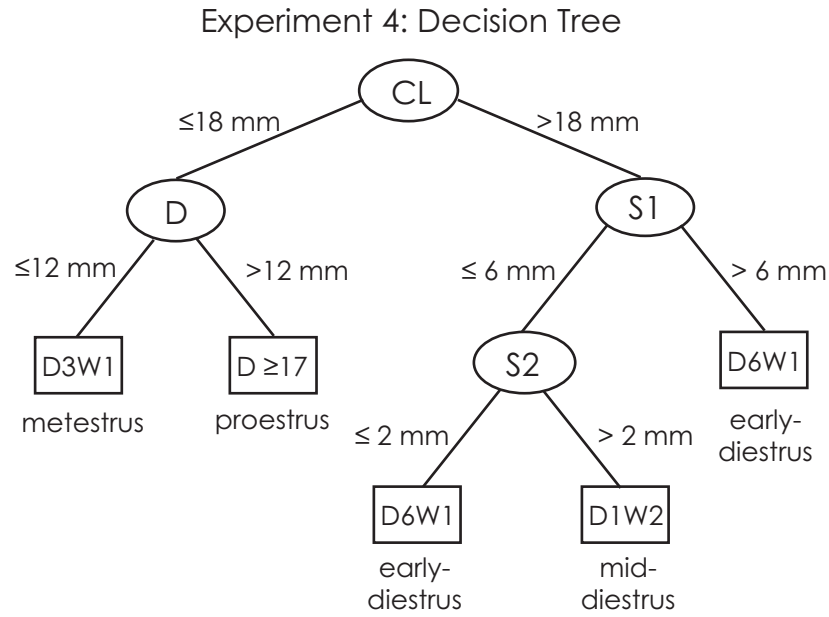 Experiment 4: Decision Tree
CL
≤18 mm
>18 mm
D
S1
≤12 mm
>12 mm
≤ 6 mm
> 6 mm
D3W1
D ≥17
S2
D6W1
metestrus
proestrus
≤ 2 mm
> 2 mm
early-
diestrus
D6W1
D1W2
early-
diestrus
mid-
diestrus